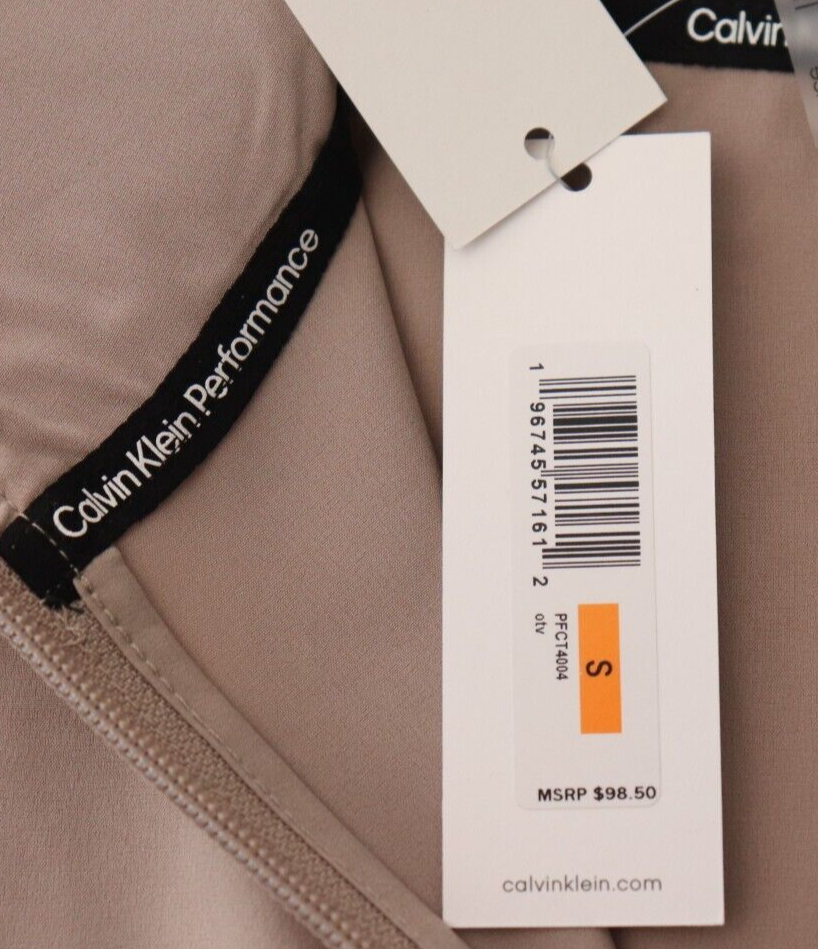 Calvin
Calvin Klein Performance
1 96745 57161 2
S
PFCT4004
otv
MSRP $98.50
calvinklein.com